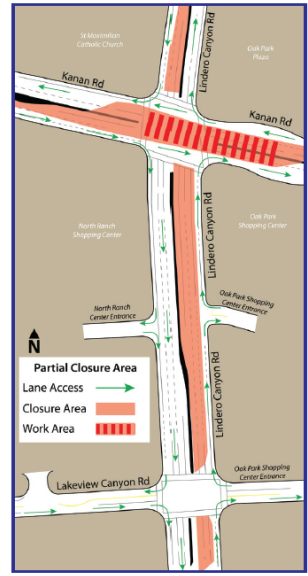 St Maximilian
Catholic Church
Oak Park
Plaza
Kanan Rd
Lindero Canyon Rd
Kanan Rd
North Ranch
Shopping Center
Lindero Canyon Rd
Oak Park
Shopping Center
North Ranch
Center Entrance
Oak Park Shopping
Center Entrance
N
Partial Closure Area
Lane Access
Closure Area
Work Area
Lindero Canyon Rd
Lakeview Canyon Rd
Oak Park Shopping
Center Entrance